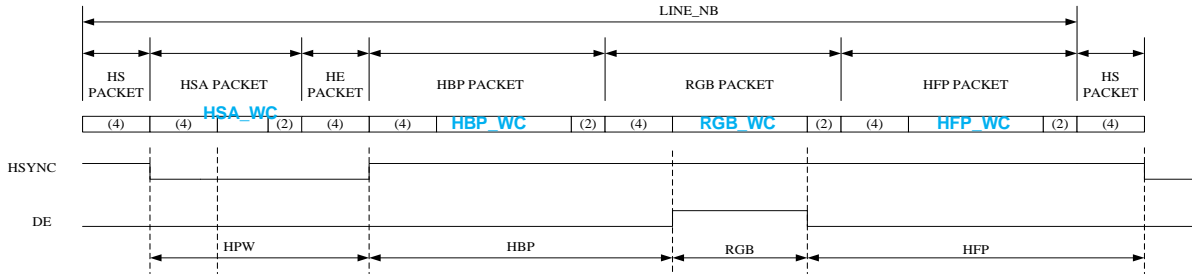 LINE_NB
HS PACKET HSA PACKET HE PACKET HBP PACKET RGB PACKET HFP PACKET HS PACKET
(4) (4) HSA_WC (2) (4) (4) HBP_WC (2) (4) RGB_WC (2) (4) HFP_WC (2) (4)
HSYNC
DE
HPW HBP RGB HFP